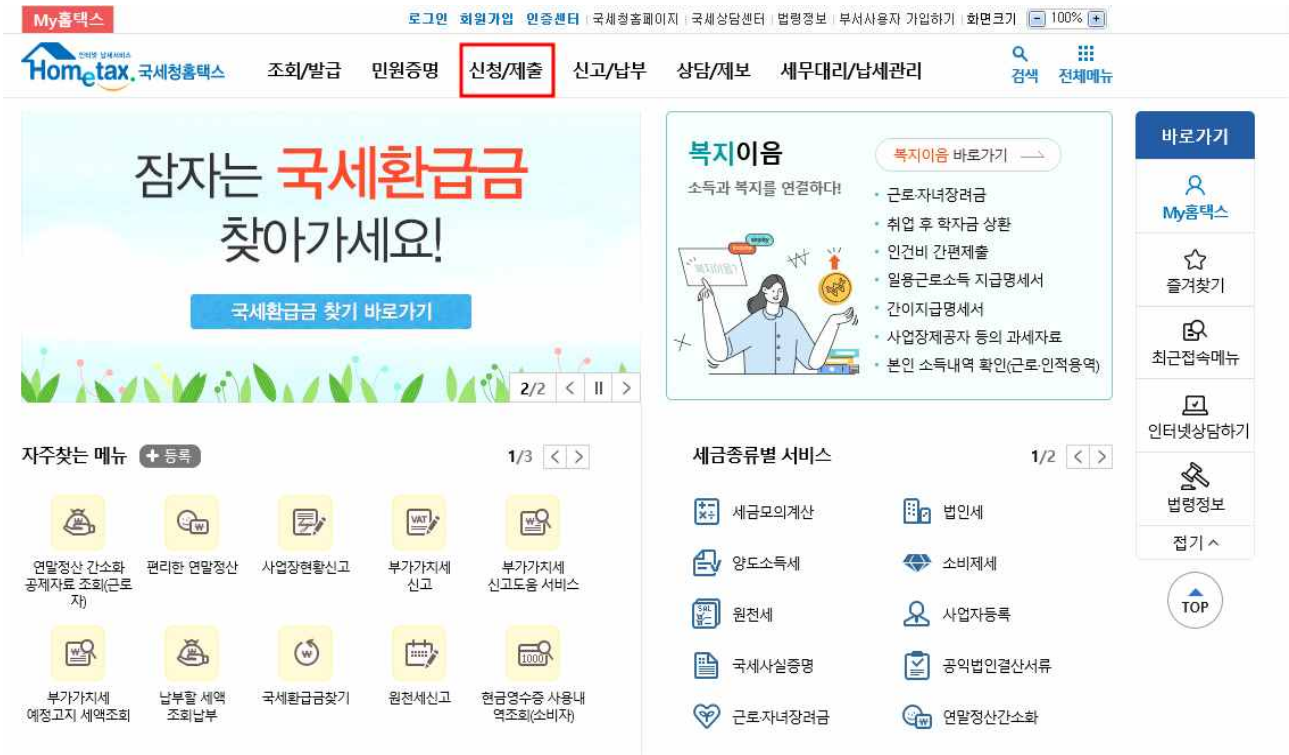 My홈택스
로그인 회원가입 인증센터 국세청홈페이지 국세상담센터 법령정보 부서사용자 가입하기 화면크기 - 100% +
인터넷 납세서비스
Hometax. 국세청홈택스 조회/발급 민원증명 신청/제출 신고/납부 상담/제보 세무대리/납세관리 검색 전체메뉴
잠자는 국세환급금
찾아가세요!
국세환급금 찾기 바로가기
2/2
복지이음
소득과 복지를 연결하다!
복지이음 바로가기
근로·자녀장려금
취업 후 학자금 상환
인건비 간편제출
일용근로소득 지급명세서
간이지급명세서
사업장제공자 등의 과세자료
본인 소득내역 확인(근로·인적용역)
복지이음?
바로가기
My홈택스
즐겨찾기
최근접속메뉴
인터넷상담하기
법령정보
접기
TOP
자주찾는 메뉴 + 등록 1/3
연말정산 간소화
공제자료 조회(근로
자)
편리한 연말정산
사업장현황신고
VAT
부가가치세
신고
부가가치세
신고도움 서비스
부가가치세
예정고지 세액조회
납부할 세액
조회납부
국세환급금찾기
원천세신고
1000
현금영수증 사용내
역조회(소비자)
세금종류별 서비스 1/2
세금모의계산
법인세
양도소득세
소비제세
SAL
원천세
사업자등록
국세사실증명
공익법인결산서류
근로·자녀장려금
연말정산간소화